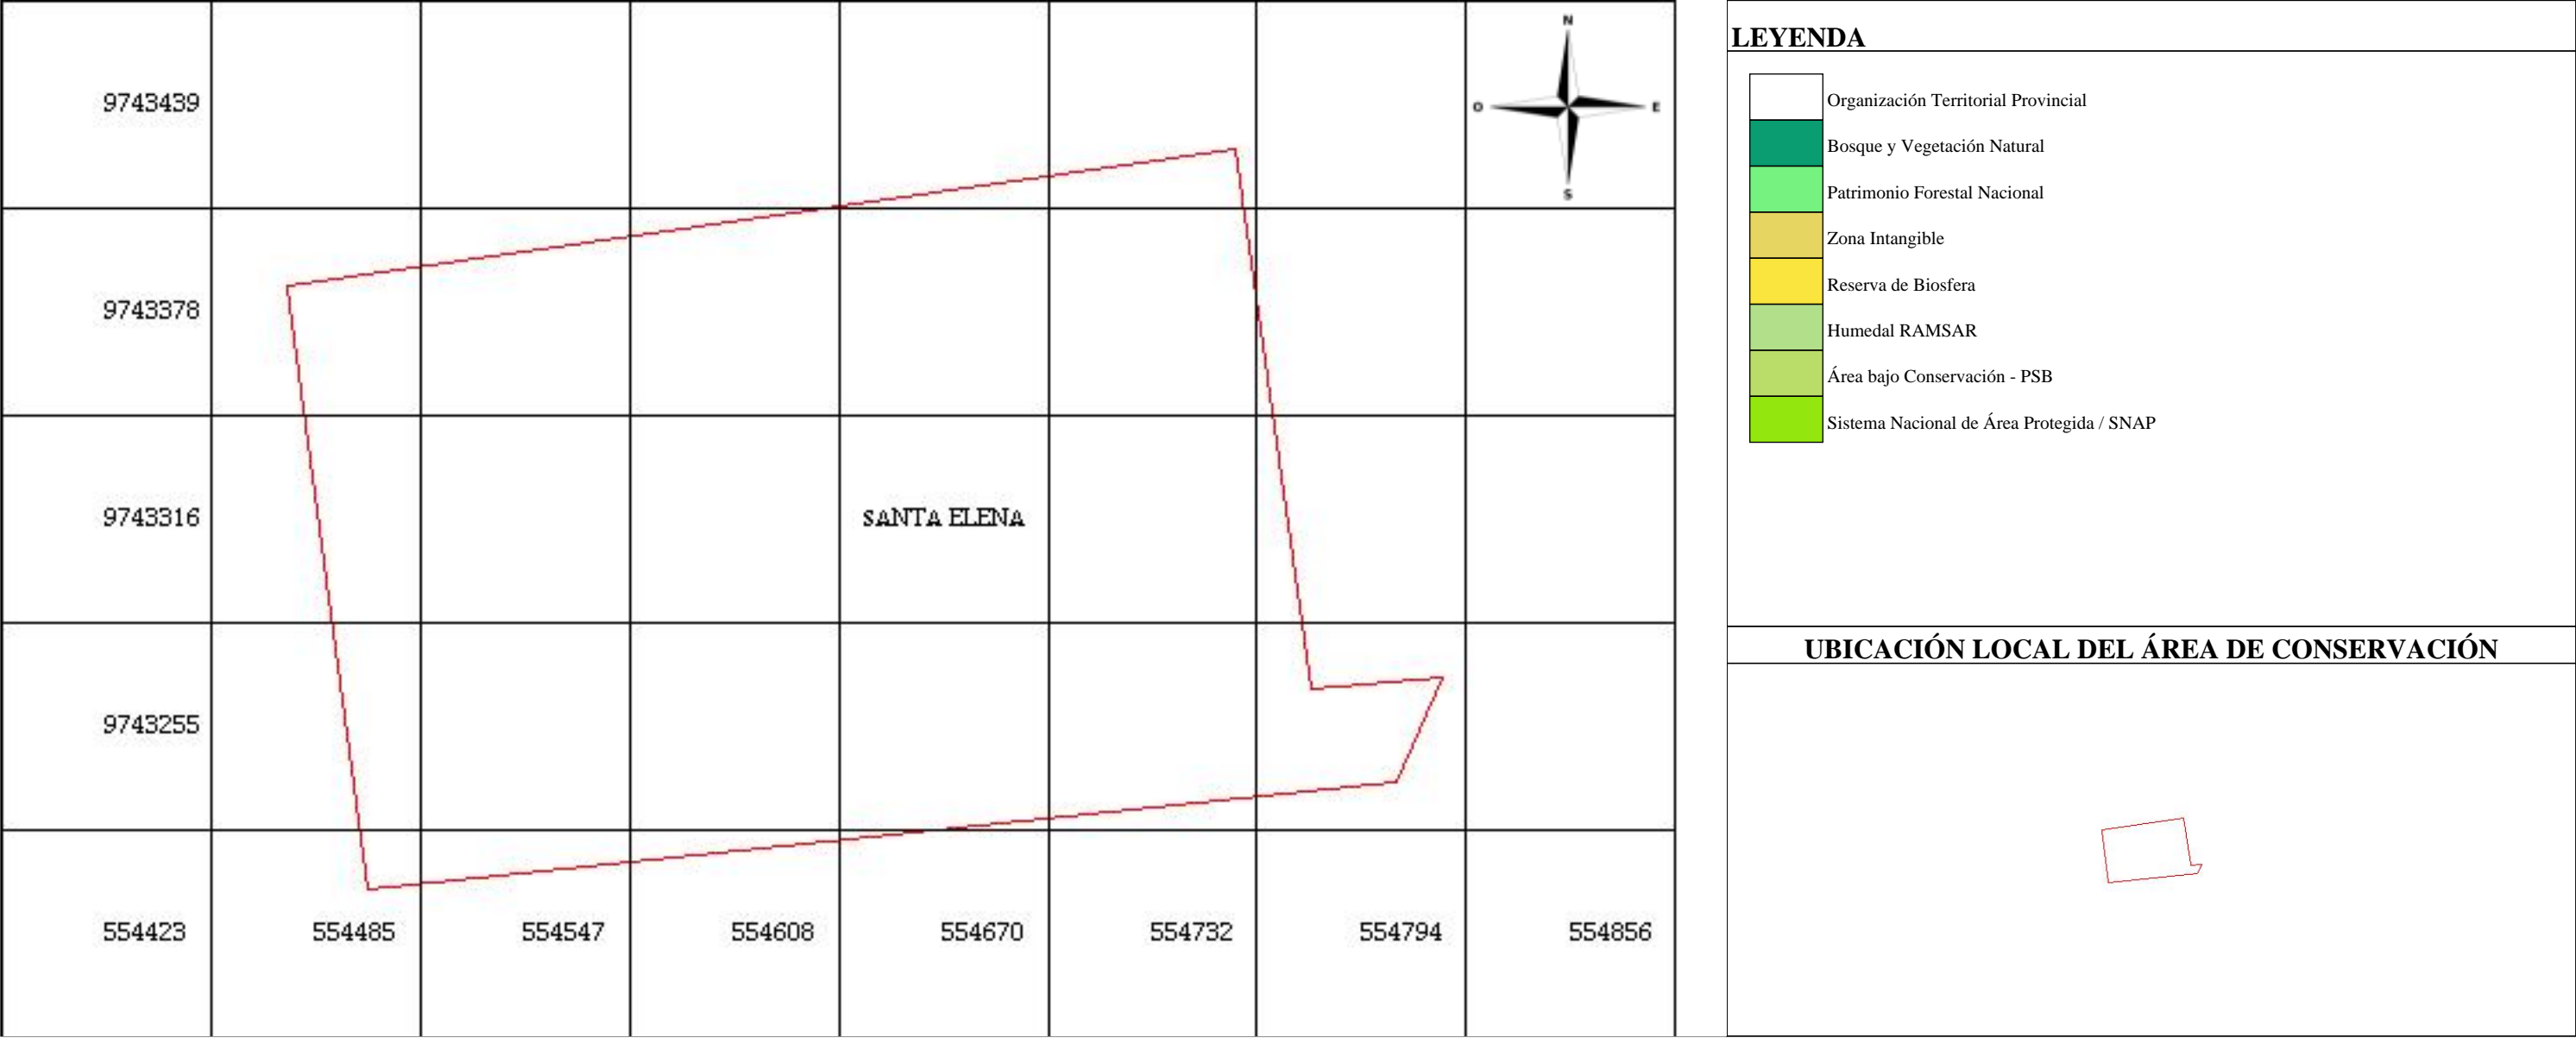 9743439
9743378
9743316
9743255
554423 554485 554547 554608 554670 554732 554794 554856
SANTA ELENA
N
O E
S
LEYENDA
Organización Territorial Provincial
Bosque y Vegetación Natural
Patrimonio Forestal Nacional
Zona Intangible
Reserva de Biosfera
Humedal RAMSAR
Área bajo Conservación - PSB
Sistema Nacional de Área Protegida / SNAP
UBICACIÓN LOCAL DEL ÁREA DE CONSERVACIÓN